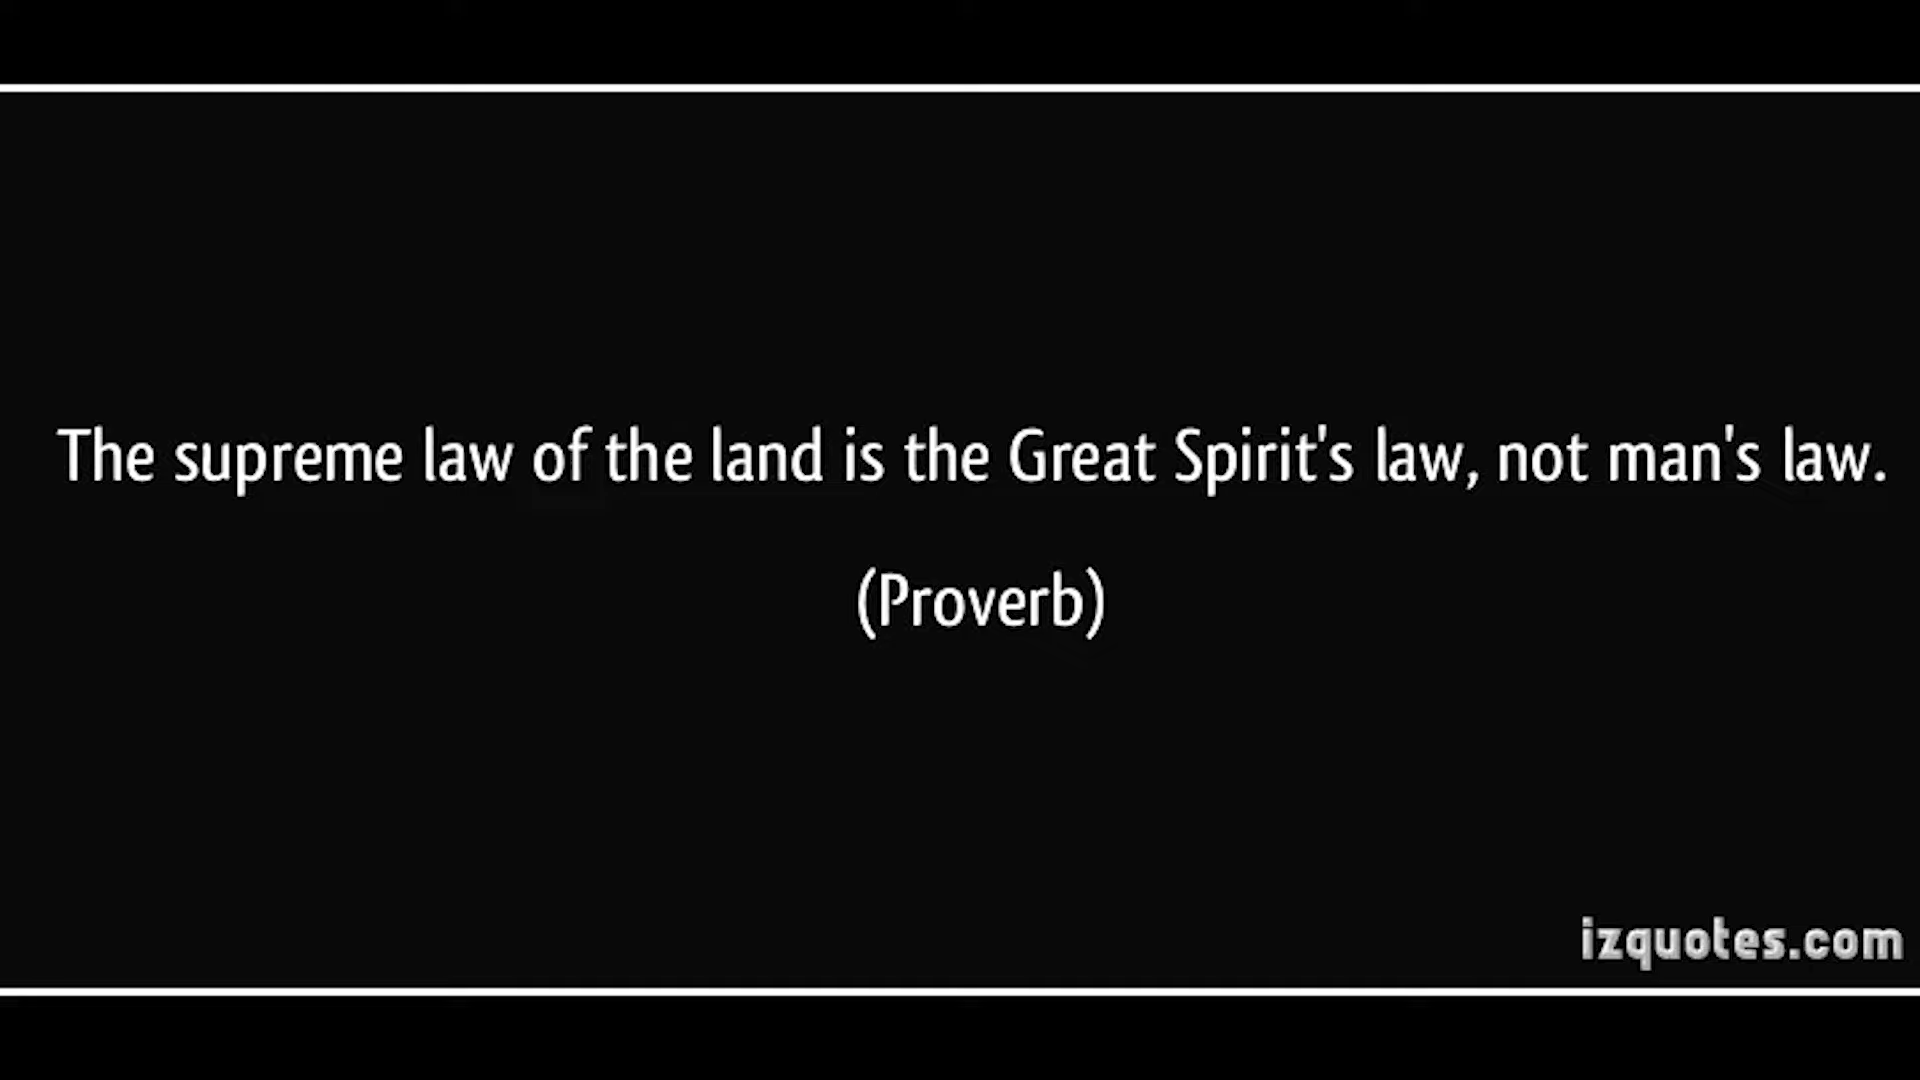 The supreme law of the land is the Great Spirit's law, not man's law.
(Proverb)
izquotes.com